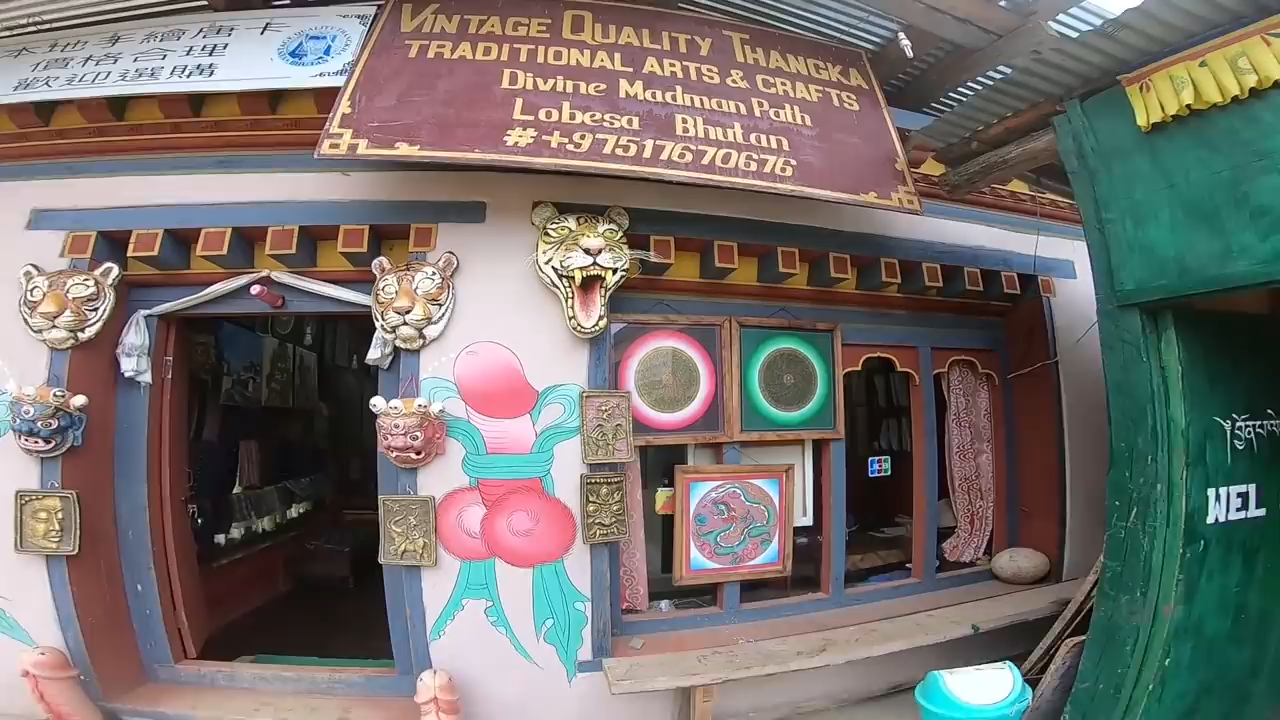 本地手繪唐卡
價格合理
歡迎選購
VINTAGE QUALITY THANGKA
TRADITIONAL ARTS & CRAFTS
Divine Madman Path
Lobesa Bhutan
#+97517670676
JCB
WEL